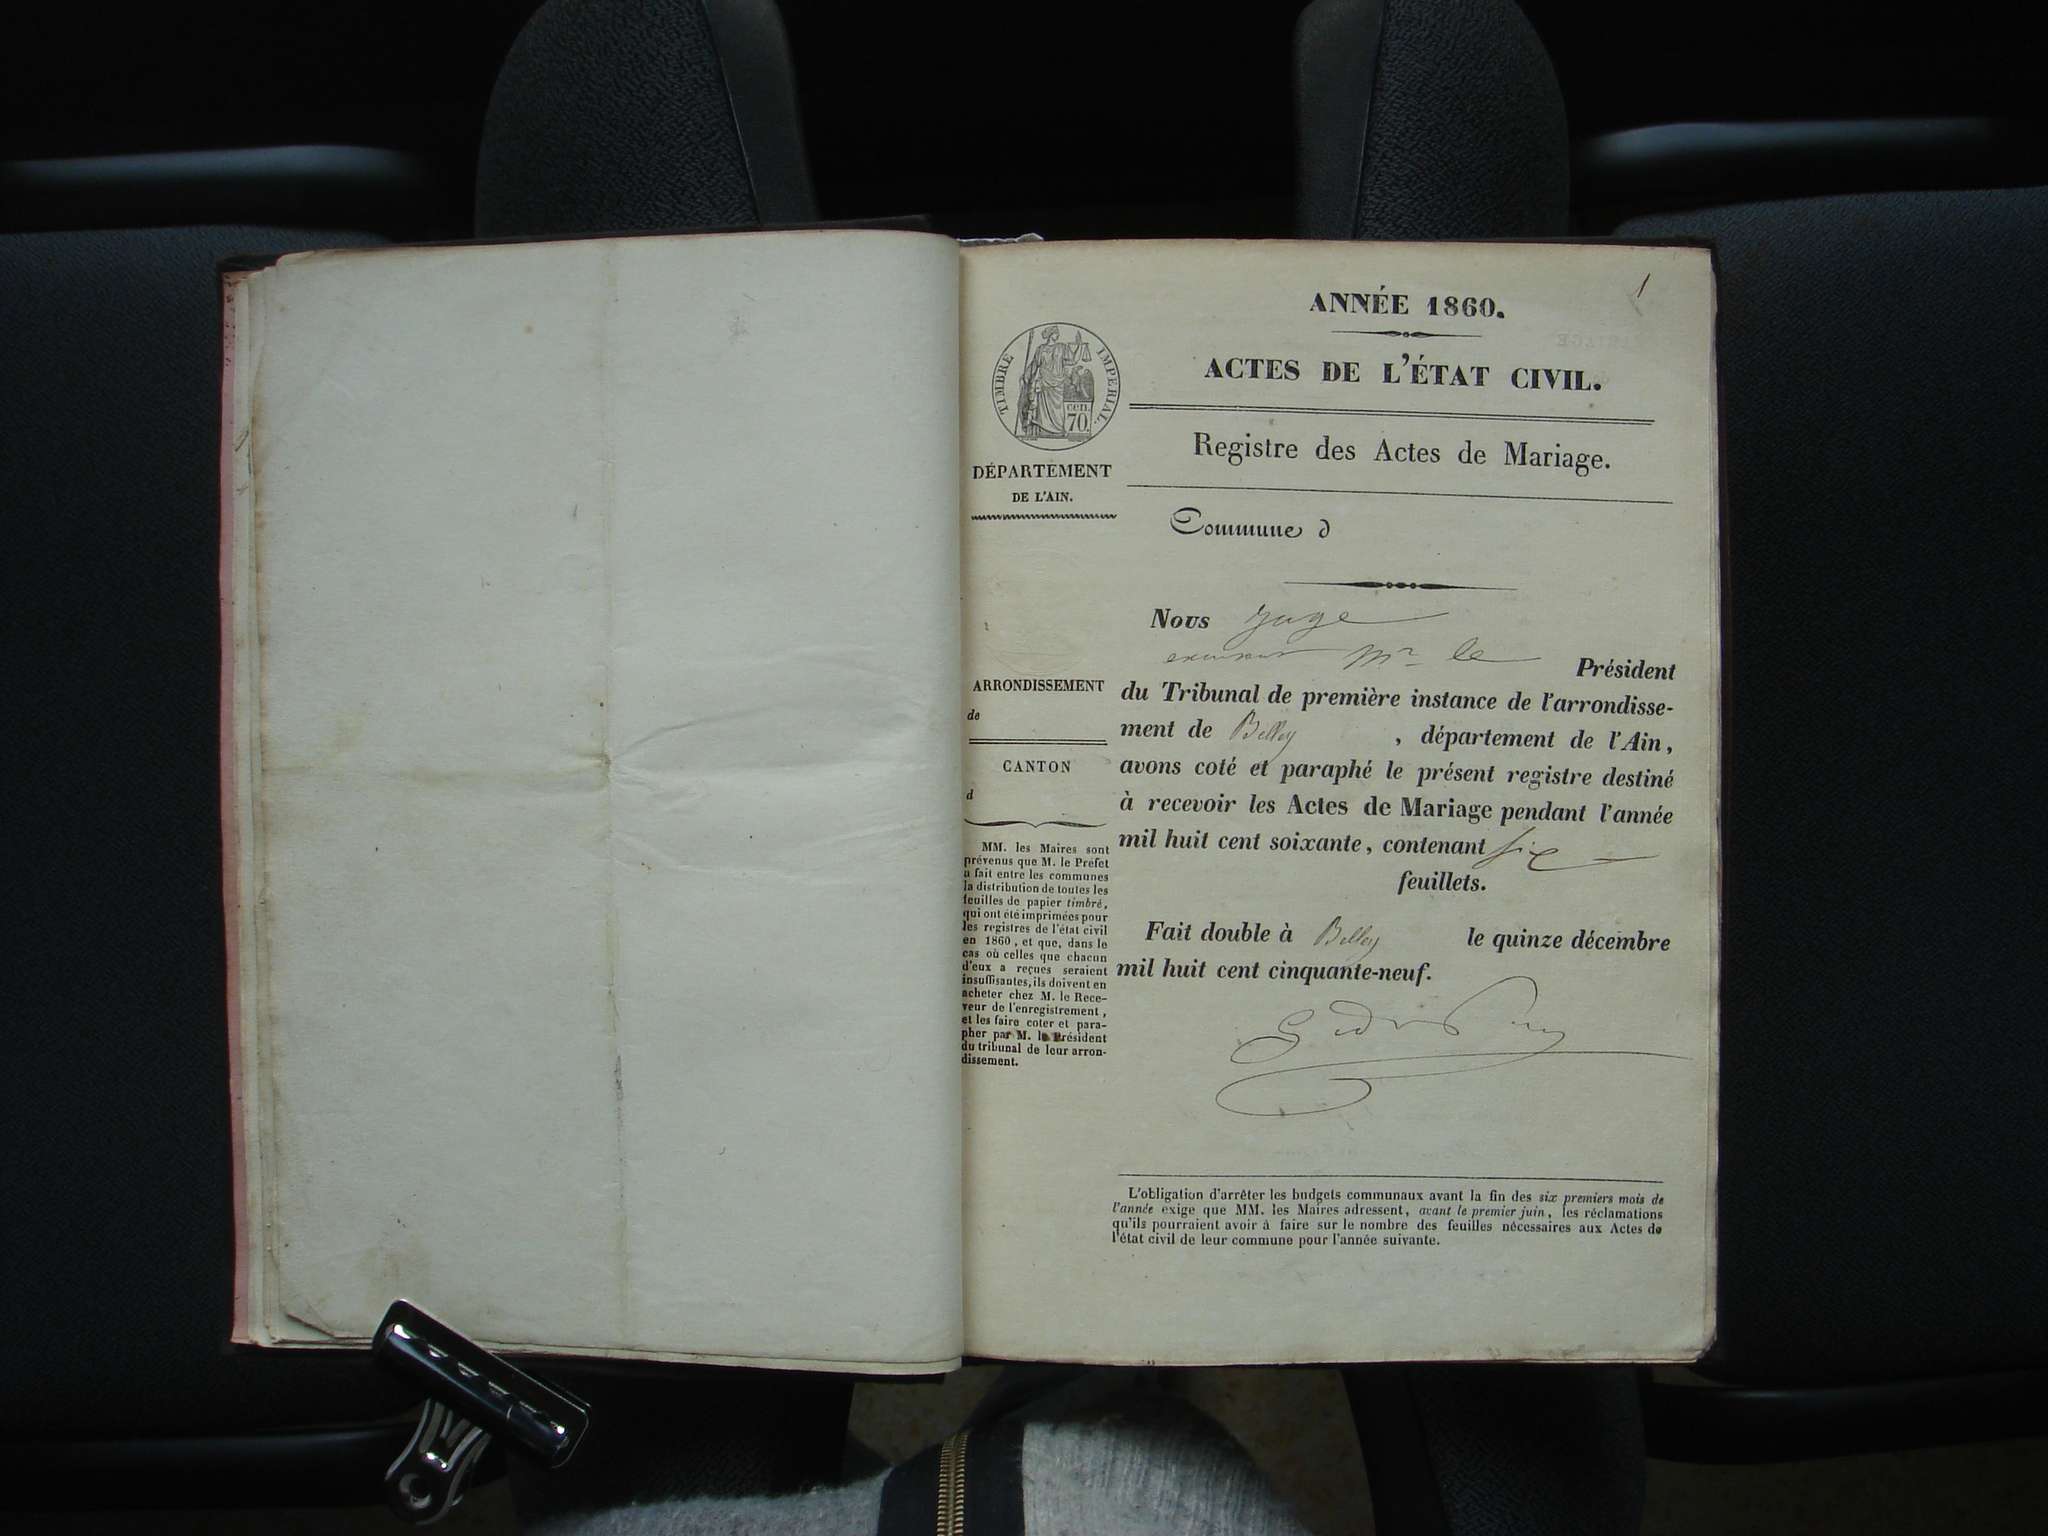 1
ANNÉE 1860.
ACTES DE L'ÉTAT CIVIL.
Registre des Actes de Mariage.
TIMBRE IMPERIAL.
cen.
70.
DÉPARTEMENT
DE L'AIN.
Commune d
ARRONDISSEMENT
de
CANTON
d
MM. les Maires sont
prévenus que M. le Préfet
a fait entre les communes
la distribution de toutes les
feuilles de papier timbré,
qui ont été imprimées pour
les registres de l'état civil
en 1860, et que, dans le
cas où celles que chacun
d'eux a reçues seraient
insuffisantes, ils doivent en
acheter chez M. le Rece-
veur de l'enregistrement,
et les faire coter et para-
pher par M. le Président
du tribunal de leur arron-
dissement.
Nous Juge
Mr le Président
du Tribunal de première instance de l'arrondisse-
ment de Belley, département de l'Ain,
avons coté et paraphé le présent registre destiné
à recevoir les Actes de Mariage pendant l'année
mil huit cent soixante, contenant six
feuillets.
Fait double à Belley le quinze décembre
mil huit cent cinquante-neuf.
L'obligation d'arrêter les budgets communaux avant la fin des six premiers mois de
l'année exige que MM. les Maires adressent, avant le premier juin, les réclamations
qu'ils pourraient avoir à faire sur le nombre des feuilles nécessaires aux Actes de
l'état civil de leur commune pour l'année suivante.